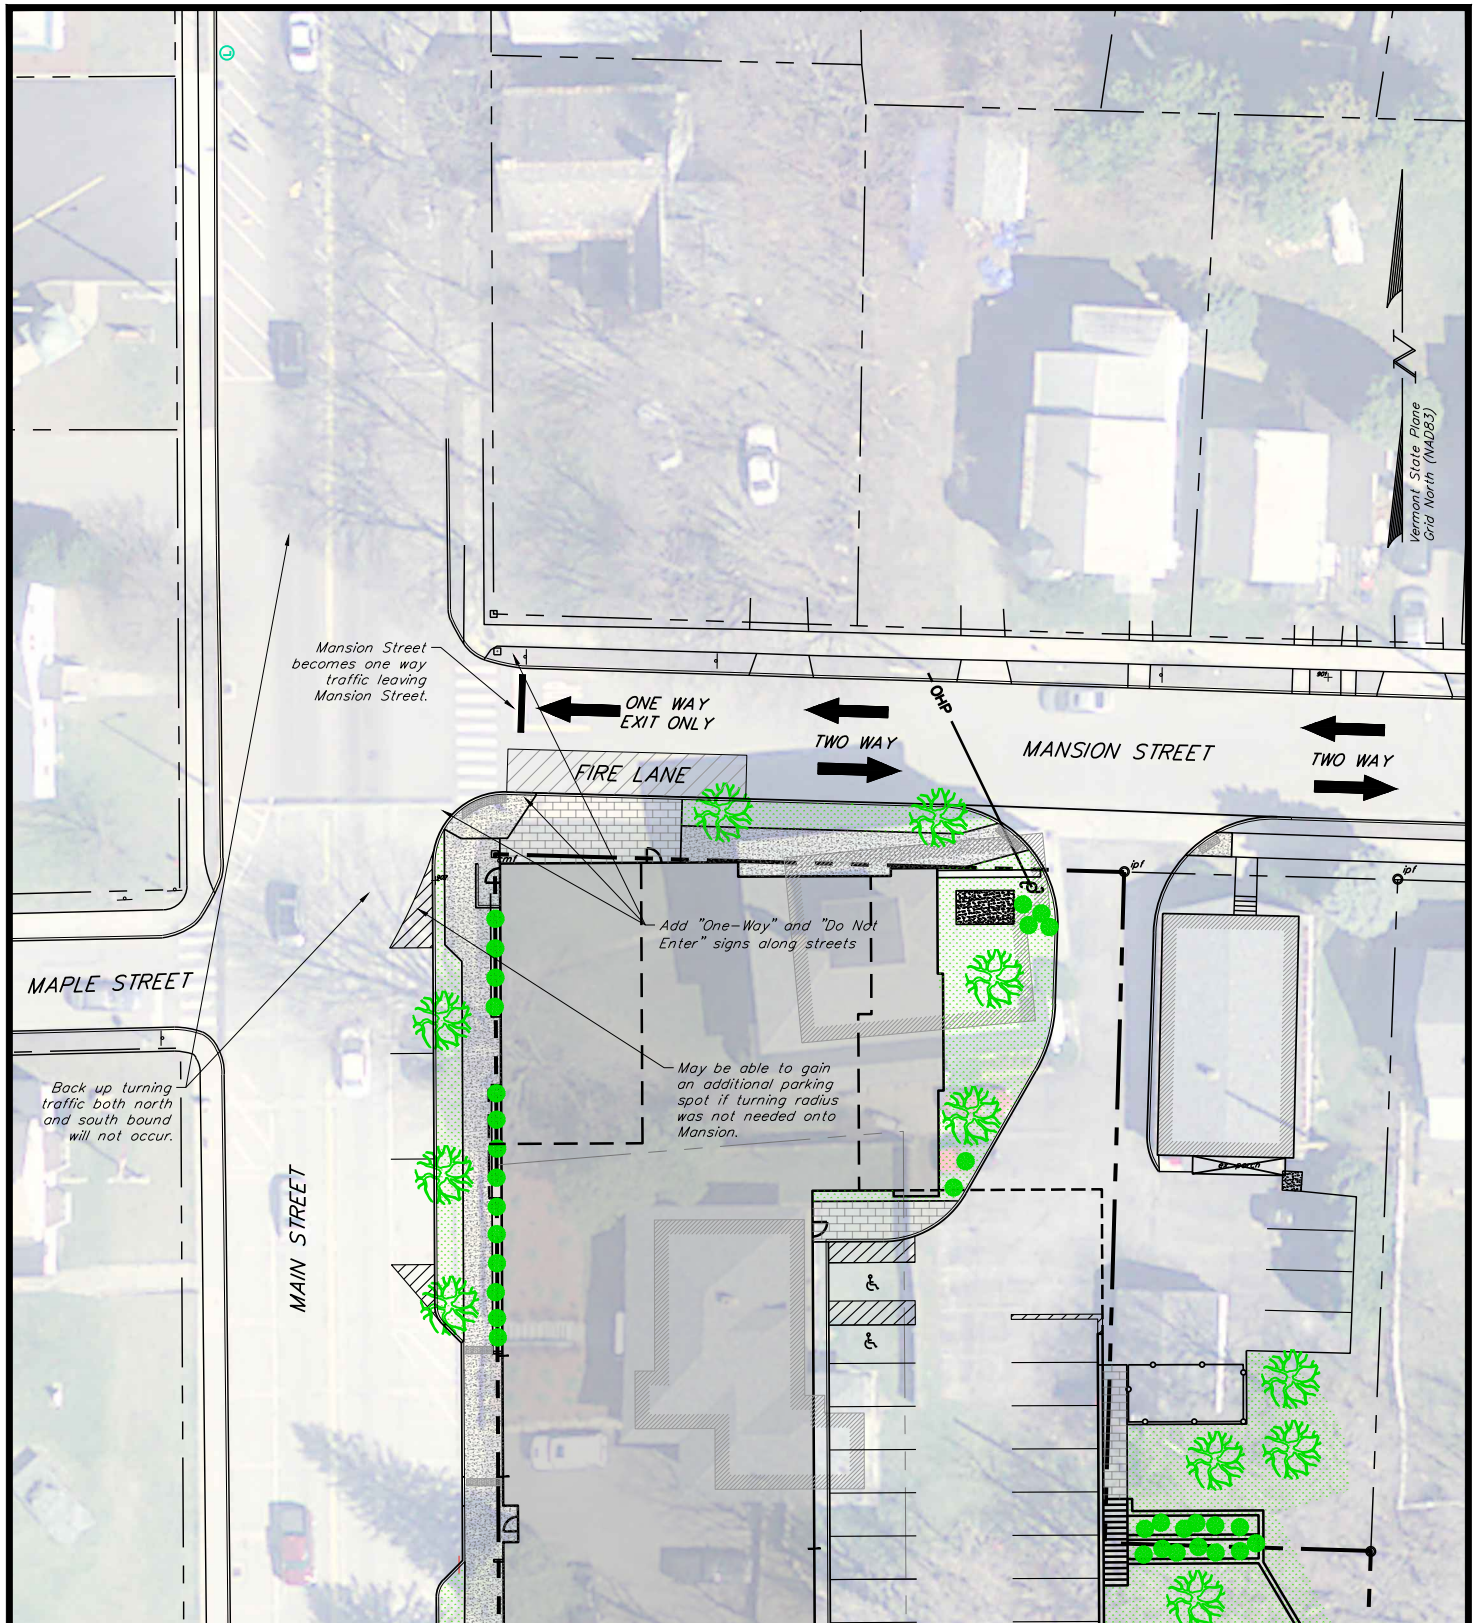 L
N
Vermont State Plane
Grid North (NAD83)
Mansion Street
becomes one way
traffic leaving
Mansion Street.
ONE WAY
EXIT ONLY
TWO WAY
OHP
MANSION STREET
TWO WAY
FIRE LANE
ipf
ipf
Add "One-Way" and "Do Not
Enter" signs along streets
MAPLE STREET
May be able to gain
an additional parking
spot if turning radius
was not needed onto
Mansion.
Back up turning
traffic both north
and south bound
will not occur.
MAIN STREET
ex. porch